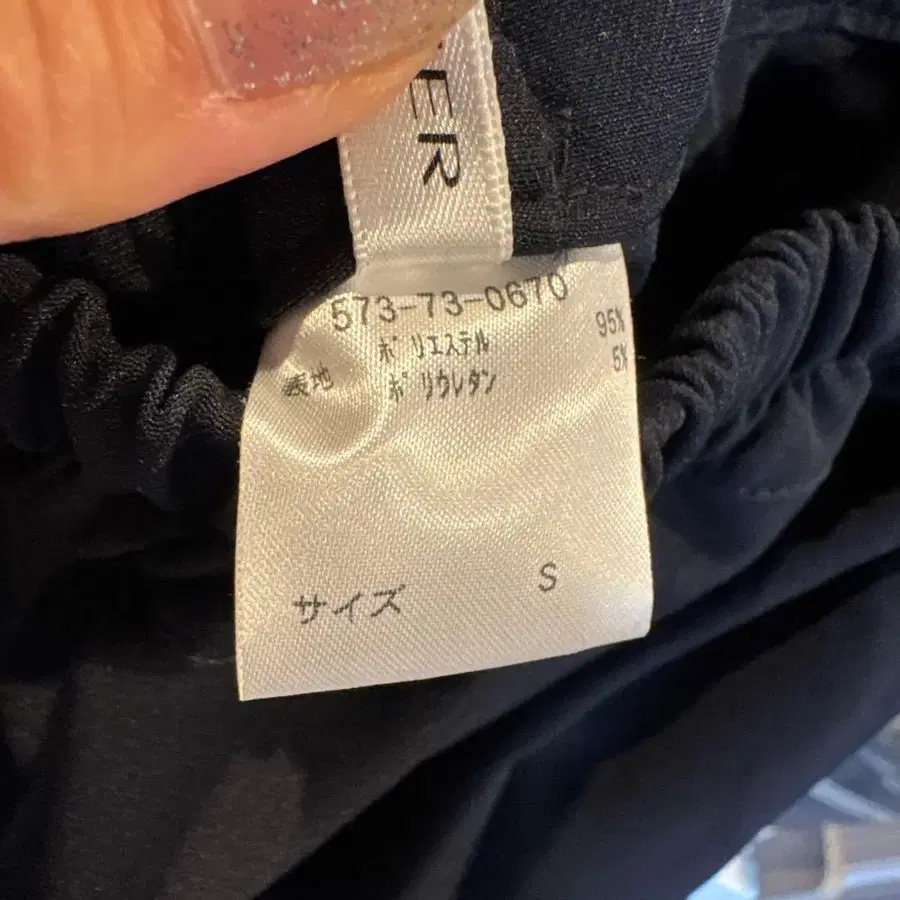 ER
573-73-0670
表地 ポリエステル 95%
ポリウレタン 5%
サイズ S